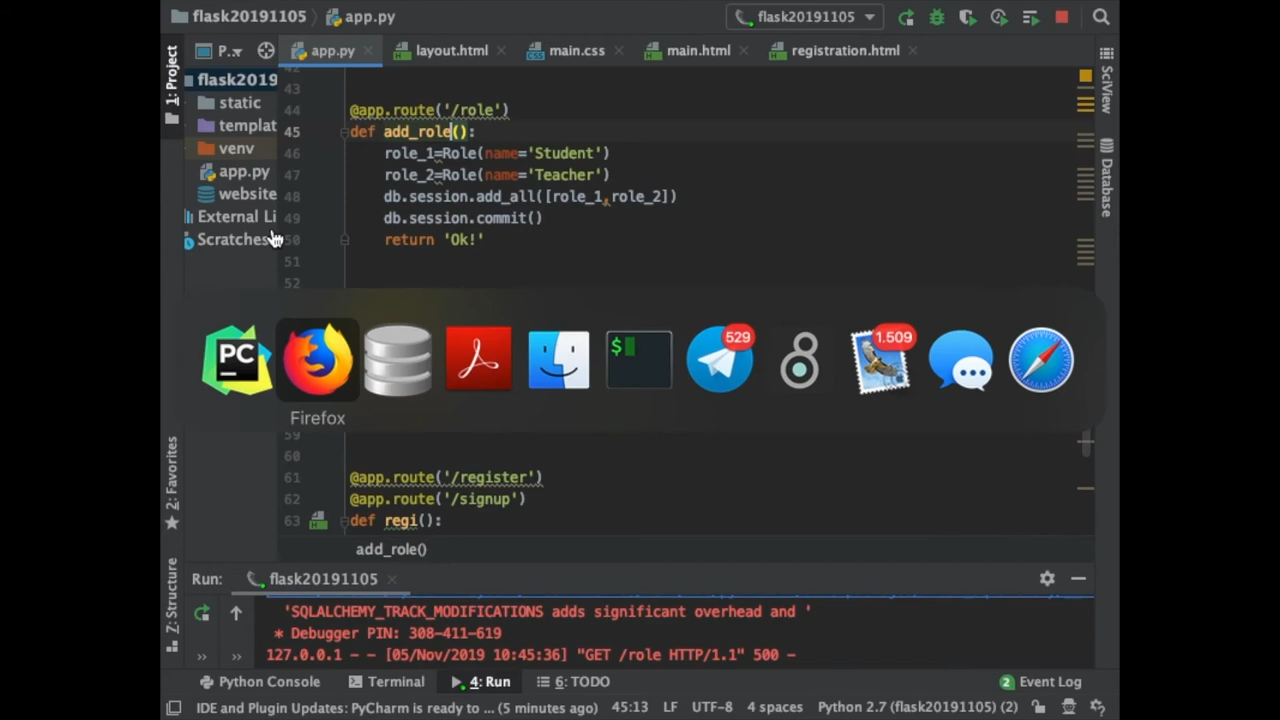 flask20191105
app.py
flask20191105
1: Project
P...
app.py
layout.html
main.css
main.html
registration.html
flask2019
static
templat
venv
app.py
website
External Li
Scratches
43
44 @app.route('/role')
45 def add_role():
46 role_1=Role(name='Student')
47 role_2=Role(name='Teacher')
48 db.session.add_all([role_1,role_2])
49 db.session.commit()
50 return 'Ok!'
51
52
SciView
Database
PC
$
529
1.509
Firefox
59
60
61 @app.route('/register')
62 @app.route('/signup')
63 def regi():
add_role()
2: Favorites
7: Structure
Run:
flask20191105
'SQLALCHEMY_TRACK_MODIFICATIONS adds significant overhead and '
* Debugger PIN: 308-411-619
127.0.0.1 - - [05/Nov/2019 10:45:36] "GET /role HTTP/1.1" 500 -
Python Console
Terminal
4: Run
6: TODO
2 Event Log
IDE and Plugin Updates: PyCharm is ready to ... (5 minutes ago)
45:13
LF
UTF-8
4 spaces
Python 2.7 (flask20191105) (2)